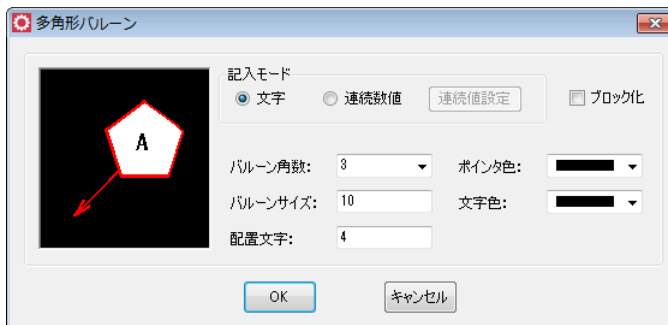 多角形バルーン
記入モード
文字 連続数値 連続値設定 ブロック化
A
バルーン角数: 3 ポインタ色:
バルーンサイズ: 10 文字色:
配置文字: 4
OK キャンセル